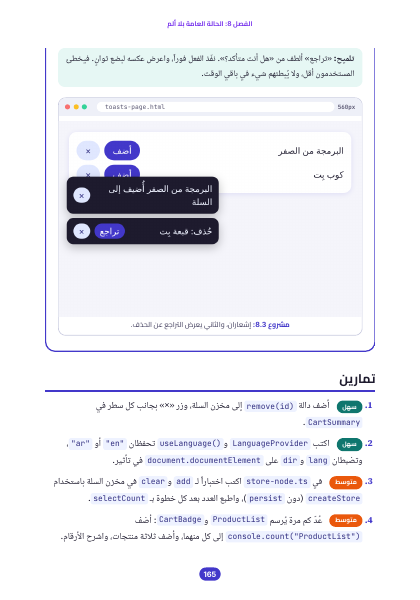 الفصل 8: الحالة العامة بلا ألم
تلميح: «تراجع» ألطف من «هل أنت متأكد؟». نفّذ الفعل فوراً، واعرض عكسه لبضع ثوانٍ. فيخطئ
المستخدمون أقل، ولا يُبطئهم شيء في باقي الوقت.
toasts-page.html 560px
البرمجة من الصفر أضف ×
كوب بِت أضف ×
البرمجة من الصفر أُضيف إلى
السلة ×
حُذف: قبعة بِت تراجع ×
مشروع 8.3: إشعاران، والثاني يعرض التراجع عن الحذف.
تمارين
1. سهل أضف دالة remove(id) إلى مخزن السلة، وزر «×» بجانب كل سطر في
CartSummary.
2. سهل اكتب LanguageProvider و useLanguage() تحفظان "en" أو "ar"،
وتضبطان lang و dir على document.documentElement في تأثير.
3. متوسط في store-node.ts اكتب اختباراً لـ add و clear في مخزن السلة باستخدام
createStore (دون persist)، واطبع العدد بعد كل خطوة بـ selectCount.
4. متوسط عُدّ كم مرة يُرسم ProductList و CartBadge: أضف
console.count("ProductList") إلى كل منهما، وأضف ثلاثة منتجات، واشرح الأرقام.
165